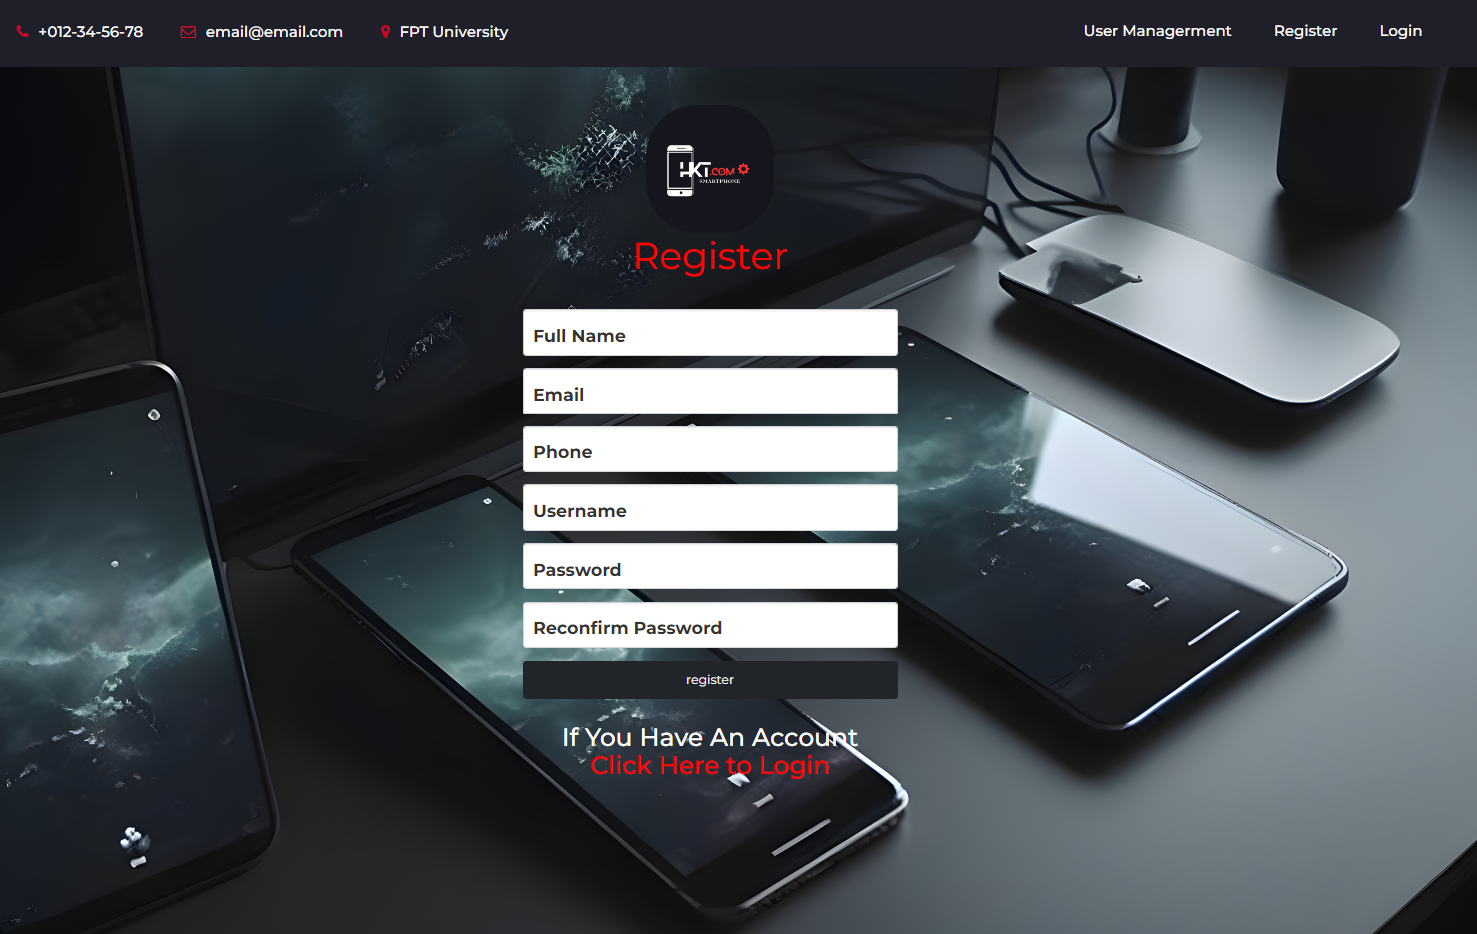 +012-34-56-78
email@email.com
FPT University
User Managerment
Register
Login
HKT.COM
SMARTPHONE
Register
Full Name
Email
Phone
Username
Password
Reconfirm Password
register
If You Have An Account
Click Here to Login